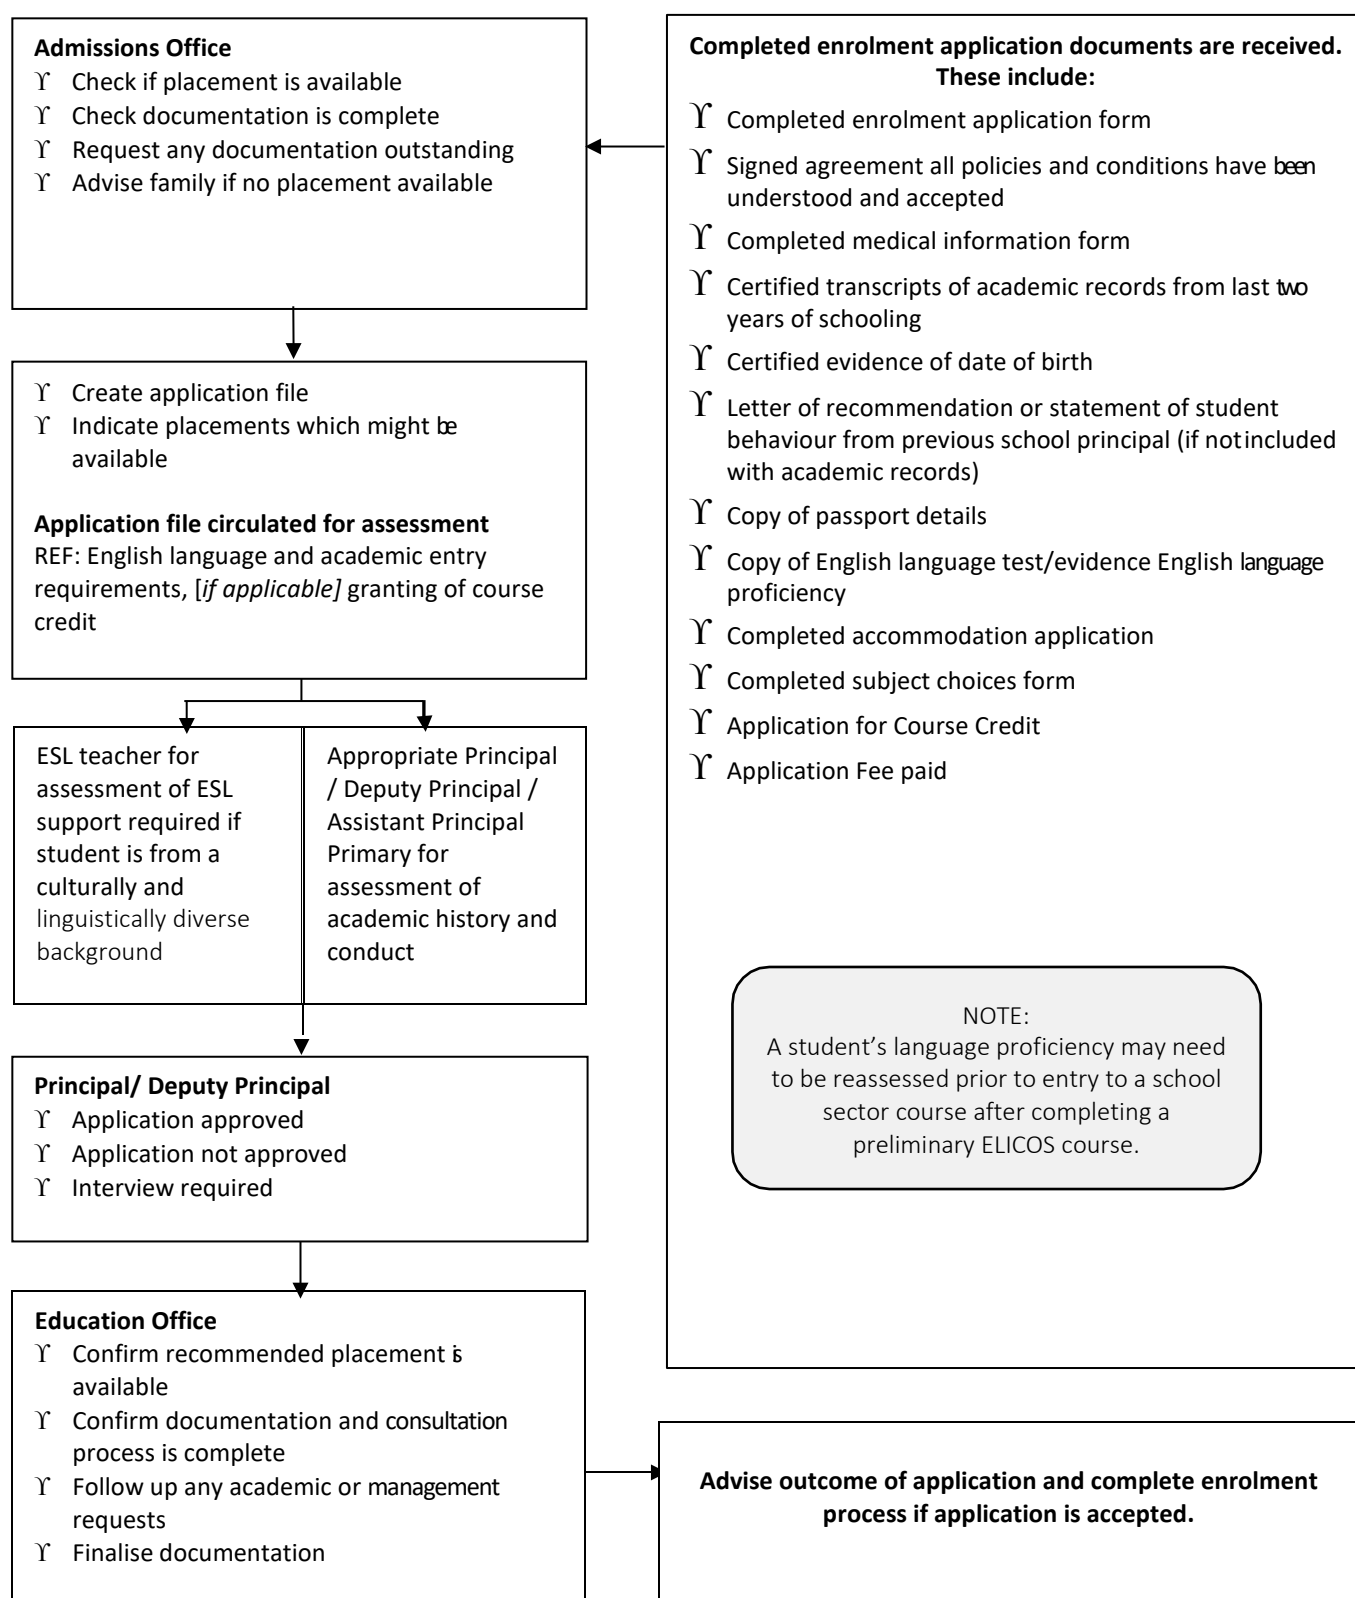 Completed enrolment application documents are received.
These include:
ϒ Completed enrolment application form
ϒ Signed agreement all policies and conditions have been
understood and accepted
ϒ Completed medical information form
ϒ Certified transcripts of academic records from last two
years of schooling
ϒ Certified evidence of date of birth
ϒ Letter of recommendation or statement of student
behaviour from previous school principal (if not included
with academic records)
ϒ Copy of passport details
ϒ Copy of English language test/evidence English language
proficiency
ϒ Completed accommodation application
ϒ Completed subject choices form
ϒ Application for Course Credit
ϒ Application Fee paid
NOTE:
A student’s language proficiency may need
to be reassessed prior to entry to a school
sector course after completing a
preliminary ELICOS course.
Admissions Office
ϒ Check if placement is available
ϒ Check documentation is complete
ϒ Request any documentation outstanding
ϒ Advise family if no placement available
ϒ Create application file
ϒ Indicate placements which might be
available
Application file circulated for assessment
REF: English language and academic entry
requirements, [if applicable] granting of course
credit
ESL teacher for
assessment of ESL
support required if
student is from a
culturally and
linguistically diverse
background
Appropriate Principal
/ Deputy Principal /
Assistant Principal
Primary for
assessment of
academic history and
conduct
Principal/ Deputy Principal
ϒ Application approved
ϒ Application not approved
ϒ Interview required
Education Office
ϒ Confirm recommended placement is
available
ϒ Confirm documentation and consultation
process is complete
ϒ Follow up any academic or management
requests
ϒ Finalise documentation
Advise outcome of application and complete enrolment
process if application is accepted.